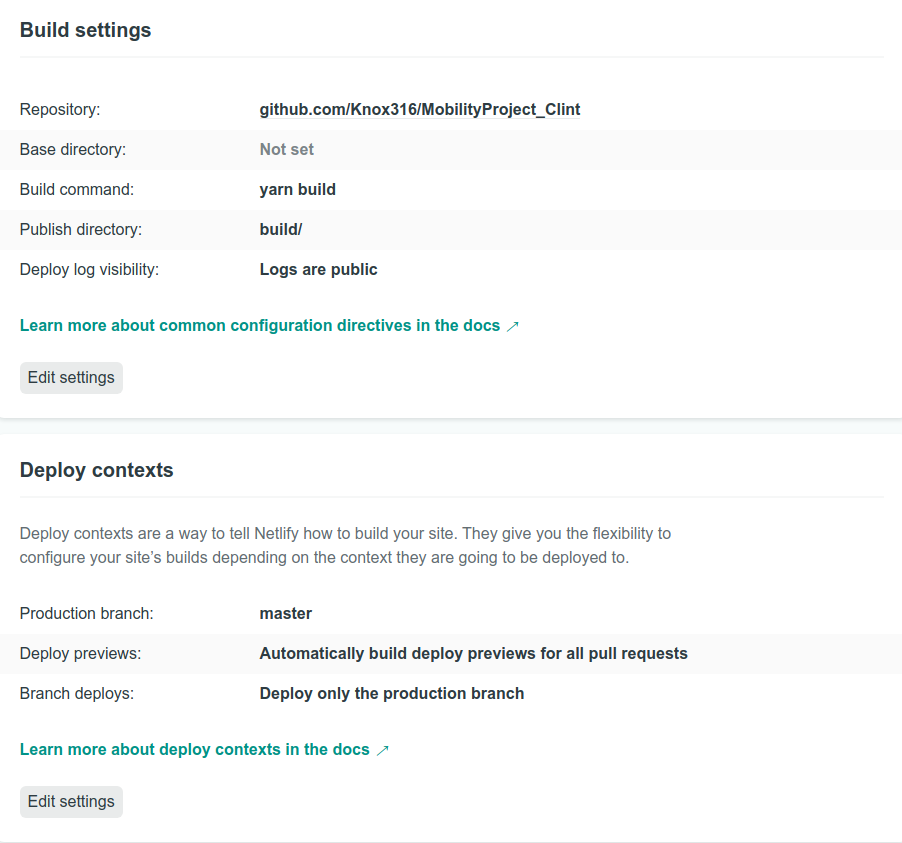 Build settings
Repository: github.com/Knox316/MobilityProject_Clint
Base directory: Not set
Build command: yarn build
Publish directory: build/
Deploy log visibility: Logs are public
Learn more about common configuration directives in the docs ↗
Edit settings
Deploy contexts
Deploy contexts are a way to tell Netlify how to build your site. They give you the flexibility to
configure your site’s builds depending on the context they are going to be deployed to.
Production branch: master
Deploy previews: Automatically build deploy previews for all pull requests
Branch deploys: Deploy only the production branch
Learn more about deploy contexts in the docs ↗
Edit settings